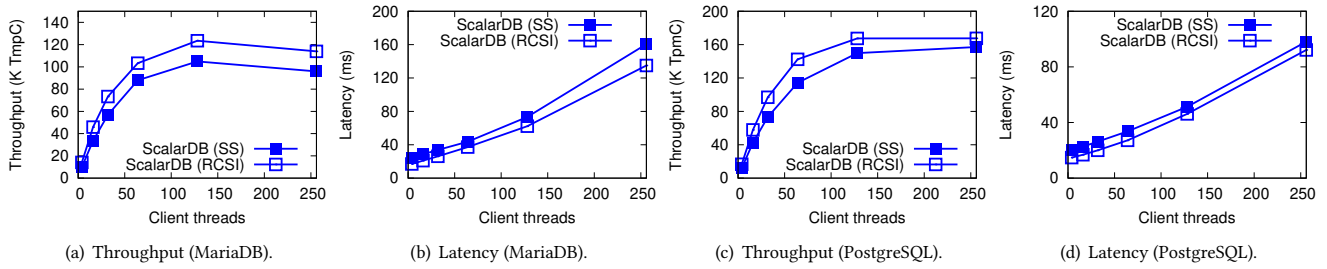 140
120
100
80
60
40
20
0
Throughput (K TmpC)
ScalarDB (SS)
ScalarDB (RCSI)
0 50 100 150 200 250
Client threads
(a) Throughput (MariaDB).
200
160
120
80
40
0
Latency (ms)
ScalarDB (SS)
ScalarDB (RCSI)
0 50 100 150 200 250
Client threads
(b) Latency (MariaDB).
200
160
120
80
40
0
Throughput (K TpmC)
ScalarDB (SS)
ScalarDB (RCSI)
0 50 100 150 200 250
Client threads
(c) Throughput (PostgreSQL).
120
80
40
0
Latency (ms)
ScalarDB (SS)
ScalarDB (RCSI)
0 50 100 150 200 250
Client threads
(d) Latency (PostgreSQL).